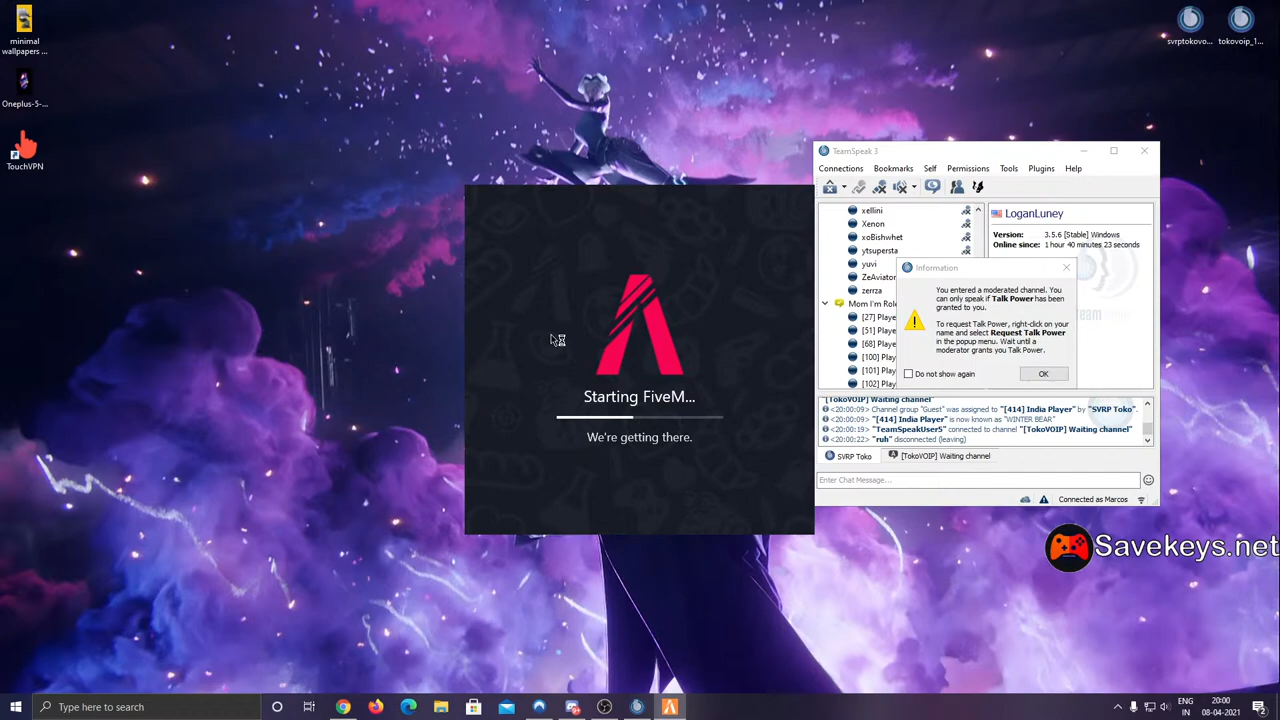 minimal
wallpapers ...
Oneplus-5-...
TouchVPN
svrptokovo...
tokovoip_1...
TeamSpeak 3
Connections
Bookmarks
Self
Permissions
Tools
Plugins
Help
xellini
Xenon
xoBishwhet
ytsupersta
yuvi
ZeAviator
zerrza
Mom I'm Role
[27] Playe
[51] Playe
[68] Playe
[100] Play
[101] Play
[102] Play
LoganLuney
Version: 3.5.6 [Stable] Windows
Online since: 1 hour 40 minutes 23 seconds
Information
You entered a moderated channel. You
can only speak if Talk Power has been
granted to you.
To request Talk Power, right-click on your
name and select Request Talk Power
in the popup menu. Wait until a
moderator grants you Talk Power.
Do not show again
OK
"[TokoVOIP] Waiting channel"
<20:00:09> Channel group "Guest" was assigned to "[414] India Player" by "SVRP Toko".
<20:00:09> "[414] India Player" is now known as "WINTER BEAR"
<20:00:19> "TeamSpeakUser5" connected to channel "[TokoVOIP] Waiting channel"
<20:00:22> "ruh" disconnected (leaving)
SVRP Toko
[TokoVOIP] Waiting channel
Enter Chat Message...
Connected as Marcos
Starting FiveM...
We're getting there.
Savekeys.net
Type here to search
ENG
IN
20:00
08-04-2021
2